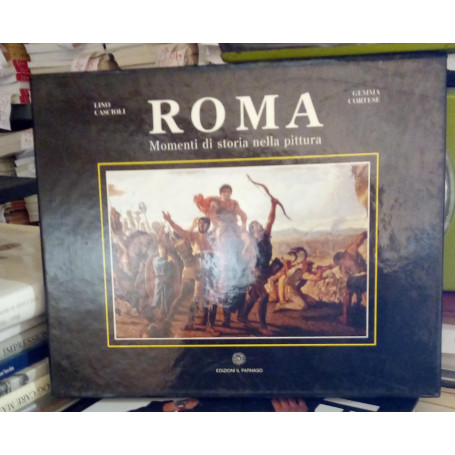 LINO
CASCIOLI
GEMMA
CORTESE
ROMA
Momenti di storia nella pittura
EDIZIONI IL PARNASO